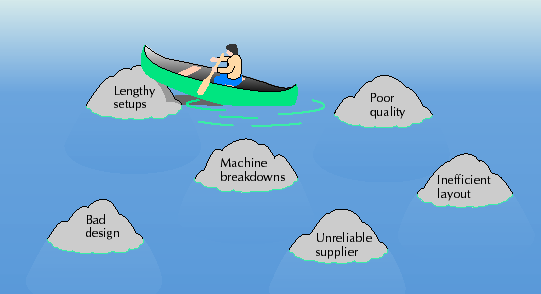 Lengthy
setups
Poor
quality
Machine
breakdowns
Inefficient
layout
Bad
design
Unreliable
supplier